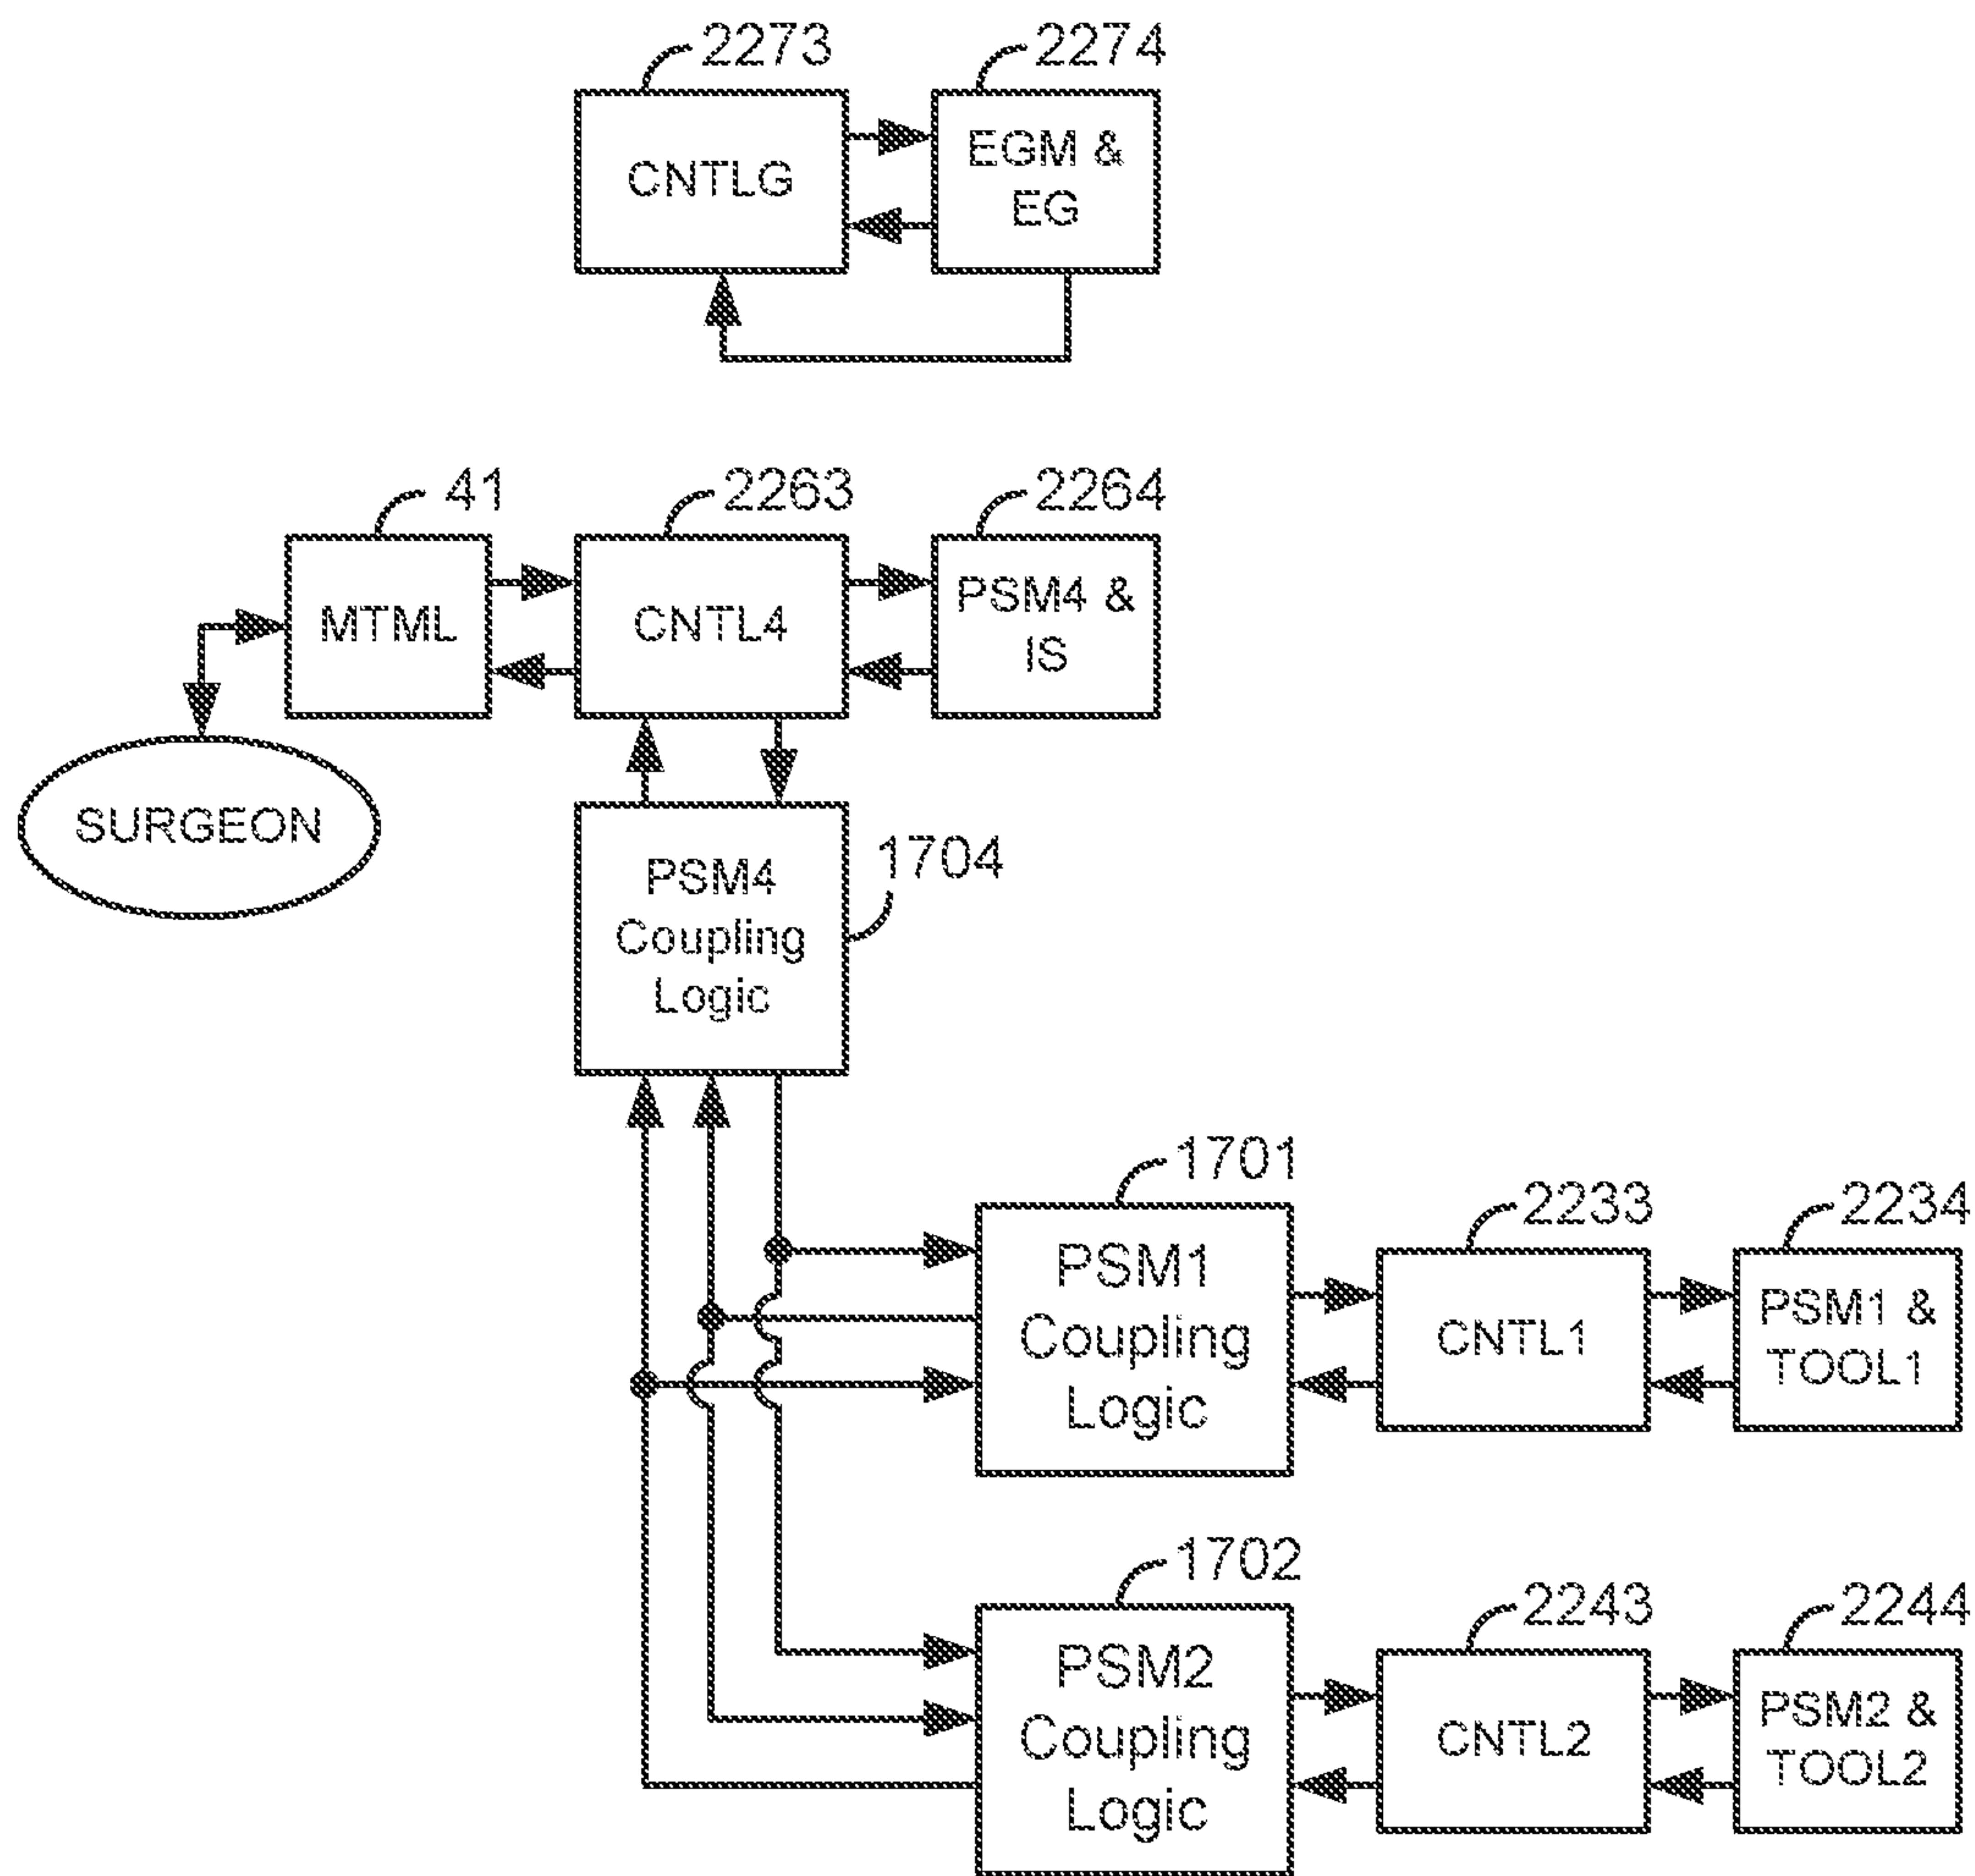 2273
2274
CNTLG
EGM &
EG
41
2263
2264
MTML
CNTL4
PSM4 &
IS
SURGEON
PSM4
Coupling
Logic
1704
1701
2233
2234
PSM1
Coupling
Logic
CNTL1
PSM1 &
TOOL1
1702
2243
2244
PSM2
Coupling
Logic
CNTL2
PSM2 &
TOOL2